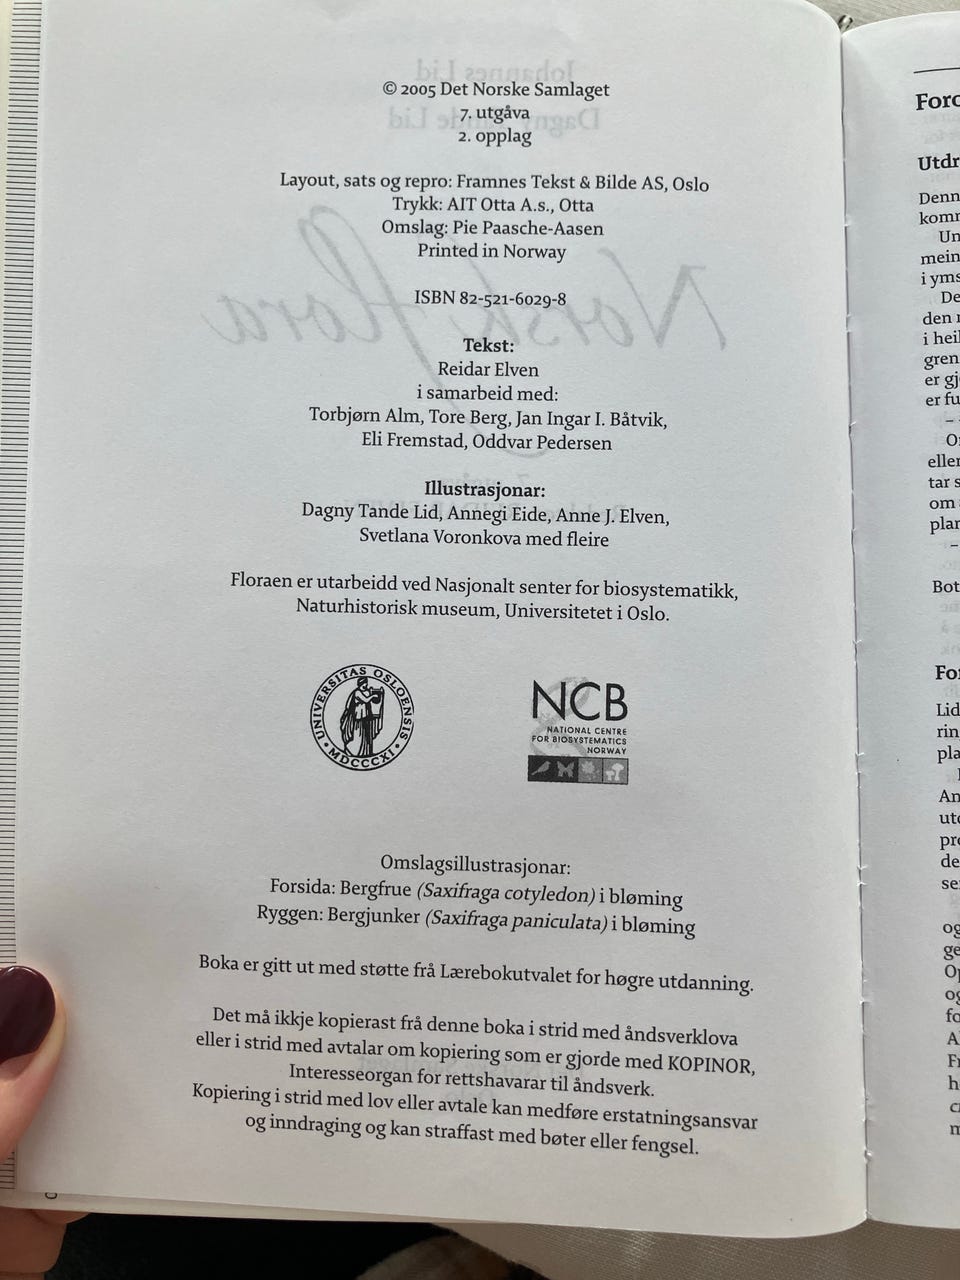 © 2005 Det Norske Samlaget
7. utgåva
2. opplag
Layout, sats og repro: Framnes Tekst & Bilde AS, Oslo
Trykk: AIT Otta A.s., Otta
Omslag: Pie Paasche-Aasen
Printed in Norway
ISBN 82-521-6029-8
Tekst:
Reidar Elven
i samarbeid med:
Torbjørn Alm, Tore Berg, Jan Ingar I. Båtvik,
Eli Fremstad, Oddvar Pedersen
Illustrasjonar:
Dagny Tande Lid, Annegi Eide, Anne J. Elven,
Svetlana Voronkova med fleire
Floraen er utarbeidd ved Nasjonalt senter for biosystematikk,
Naturhistorisk museum, Universitetet i Oslo.
UNIVERSITAS OSLOENSIS
MDCCCXI
NCB
NATIONAL CENTRE
FOR BIOSYSTEMATICS
NORWAY
Omslagsillustrasjonar:
Forsida: Bergfrue (Saxifraga cotyledon) i bløming
Ryggen: Bergjunker (Saxifraga paniculata) i bløming
Boka er gitt ut med støtte frå Lærebokutvalet for høgre utdanning.
Det må ikkje kopierast frå denne boka i strid med åndsverklova
eller i strid med avtalar om kopiering som er gjorde med KOPINOR,
Interesseorgan for rettshavarar til åndsverk.
Kopiering i strid med lov eller avtale kan medføre erstatningsansvar
og inndraging og kan straffast med bøter eller fengsel.